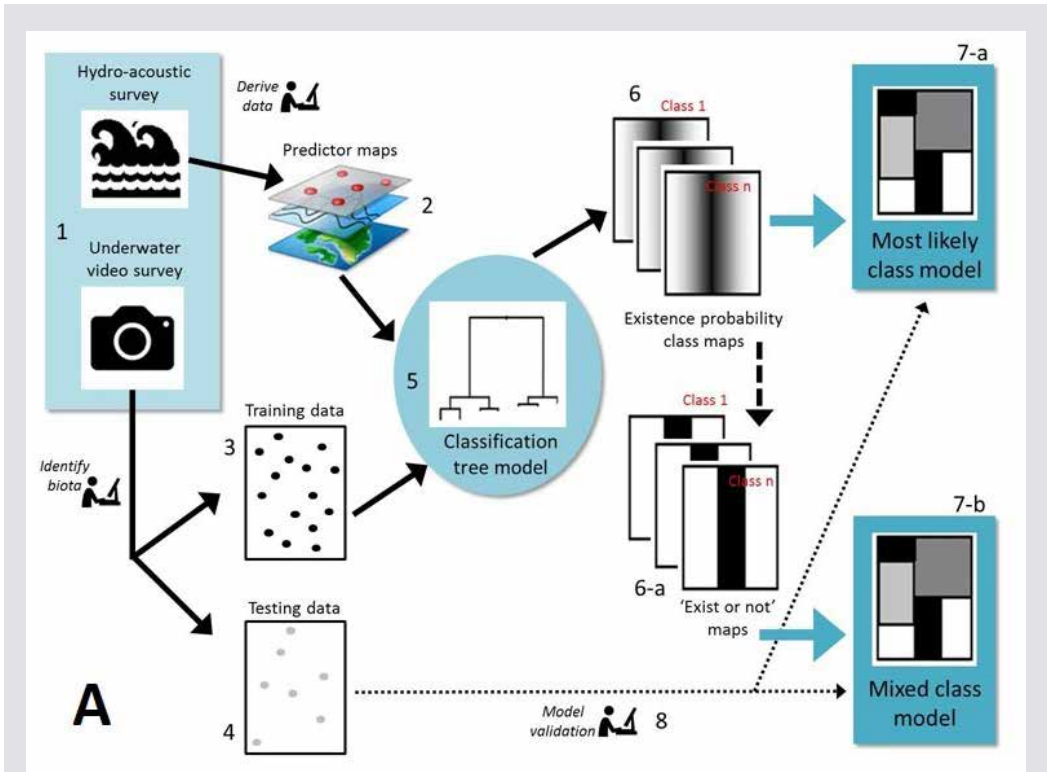 Hydro-acoustic
survey
1
Underwater
video survey
Derive
data
Predictor maps
2
Identify
biota
Training data
3
Testing data
4
5
Classification
tree model
6
Class 1
Class n
Existence probability
class maps
Class 1
Class n
6-a
'Exist or not'
maps
7-a
Most likely
class model
7-b
Mixed class
model
Model
validation
8
A